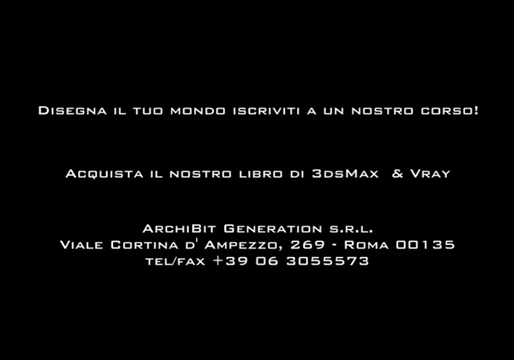 Disegna il tuo mondo iscriviti a un nostro corso!
Acquista il nostro libro di 3dsMax & Vray
ArchiBit Generation s.r.l.
Viale Cortina d' Ampezzo, 269 - Roma 00135
tel/fax +39 06 3055573